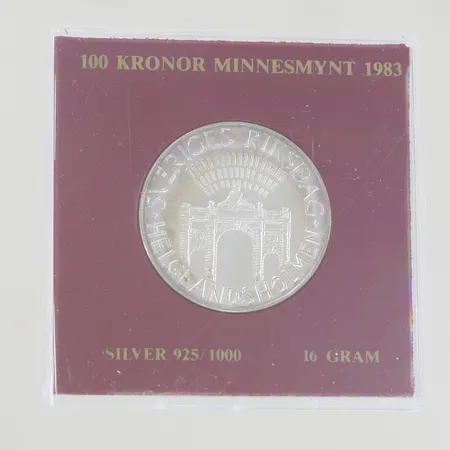 100 KRONOR MINNESMYNT 1983
SVERIGES RIKSDAG
HELGEANDSHOLMEN
SILVER 925/1000 16 GRAM